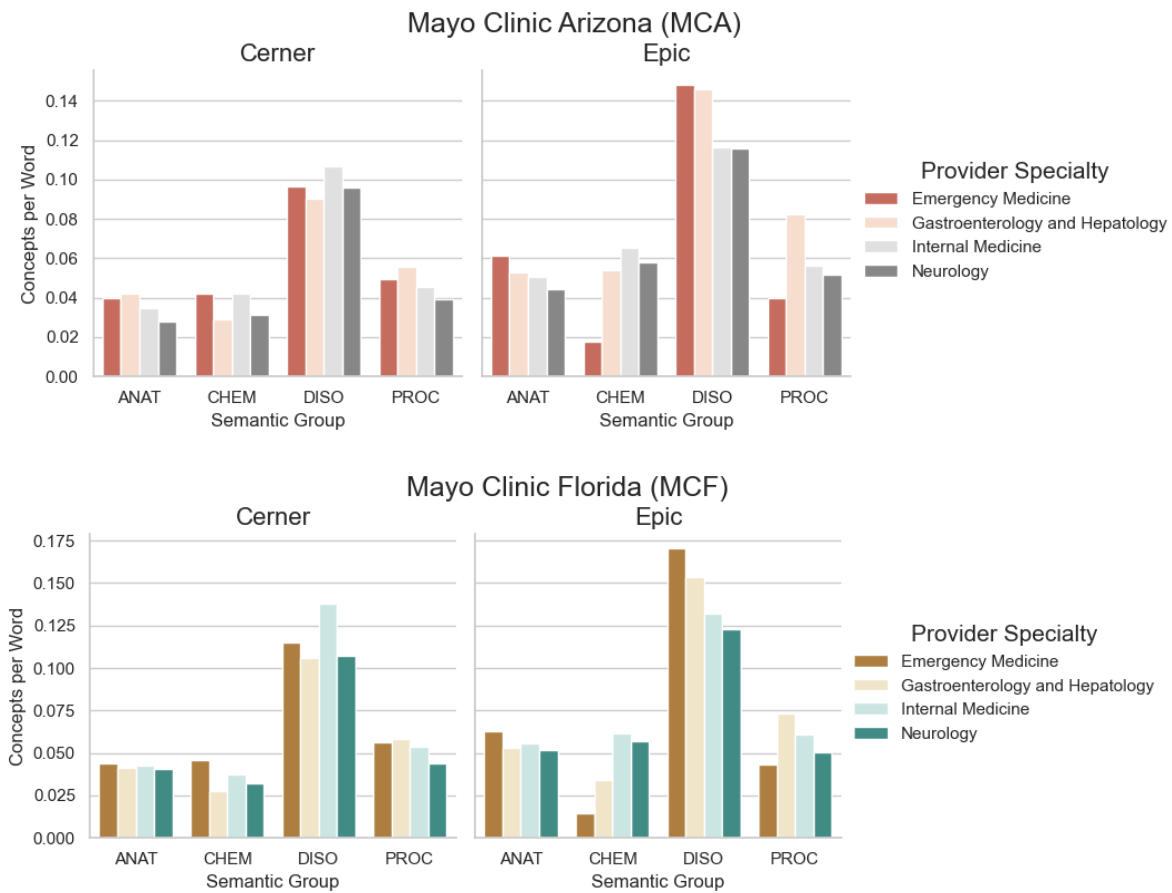 Mayo Clinic Arizona (MCA)
Cerner
Epic
Concepts per Word
0.14
0.12
0.10
0.08
0.06
0.04
0.02
0.00
ANAT CHEM DISO PROC
Semantic Group
ANAT CHEM DISO PROC
Semantic Group
Provider Specialty
Emergency Medicine
Gastroenterology and Hepatology
Internal Medicine
Neurology
Mayo Clinic Florida (MCF)
Cerner
Epic
Concepts per Word
0.175
0.150
0.125
0.100
0.075
0.050
0.025
0.000
ANAT CHEM DISO PROC
Semantic Group
ANAT CHEM DISO PROC
Semantic Group
Provider Specialty
Emergency Medicine
Gastroenterology and Hepatology
Internal Medicine
Neurology